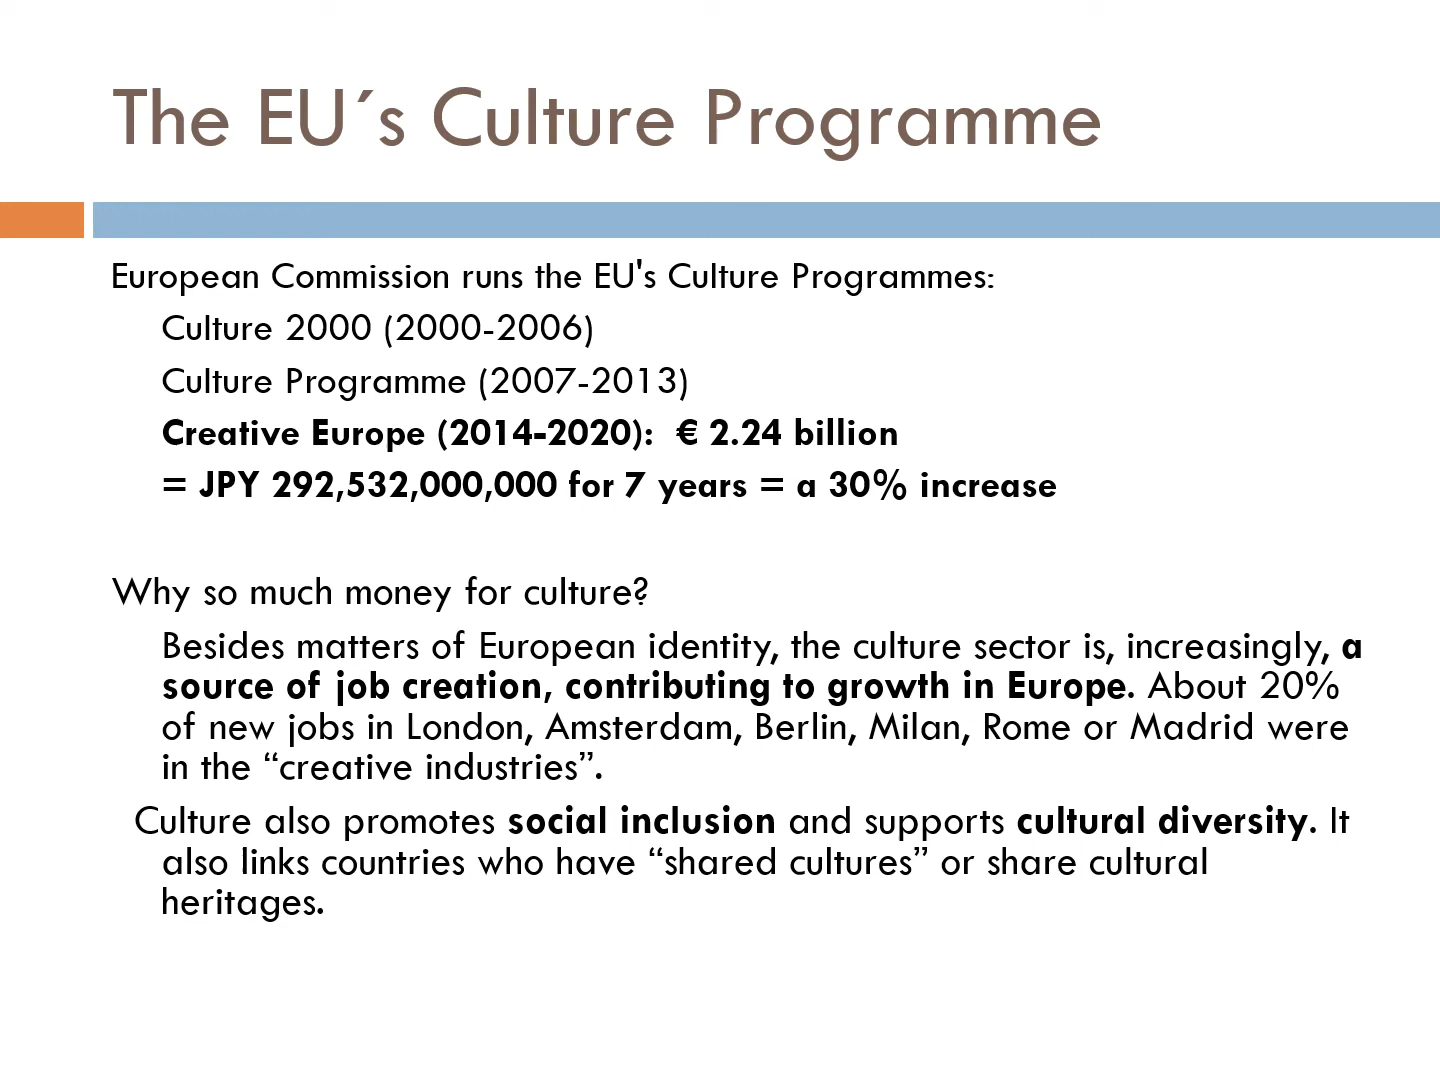 The EU´s Culture Programme
European Commission runs the EU's Culture Programmes:
Culture 2000 (2000-2006)
Culture Programme (2007-2013)
Creative Europe (2014-2020):  € 2.24 billion
= JPY 292,532,000,000 for 7 years = a 30% increase
Why so much money for culture?
Besides matters of European identity, the culture sector is, increasingly, a
source of job creation, contributing to growth in Europe. About 20%
of new jobs in London, Amsterdam, Berlin, Milan, Rome or Madrid were
in the “creative industries”.
Culture also promotes social inclusion and supports cultural diversity. It
also links countries who have “shared cultures” or share cultural
heritages.